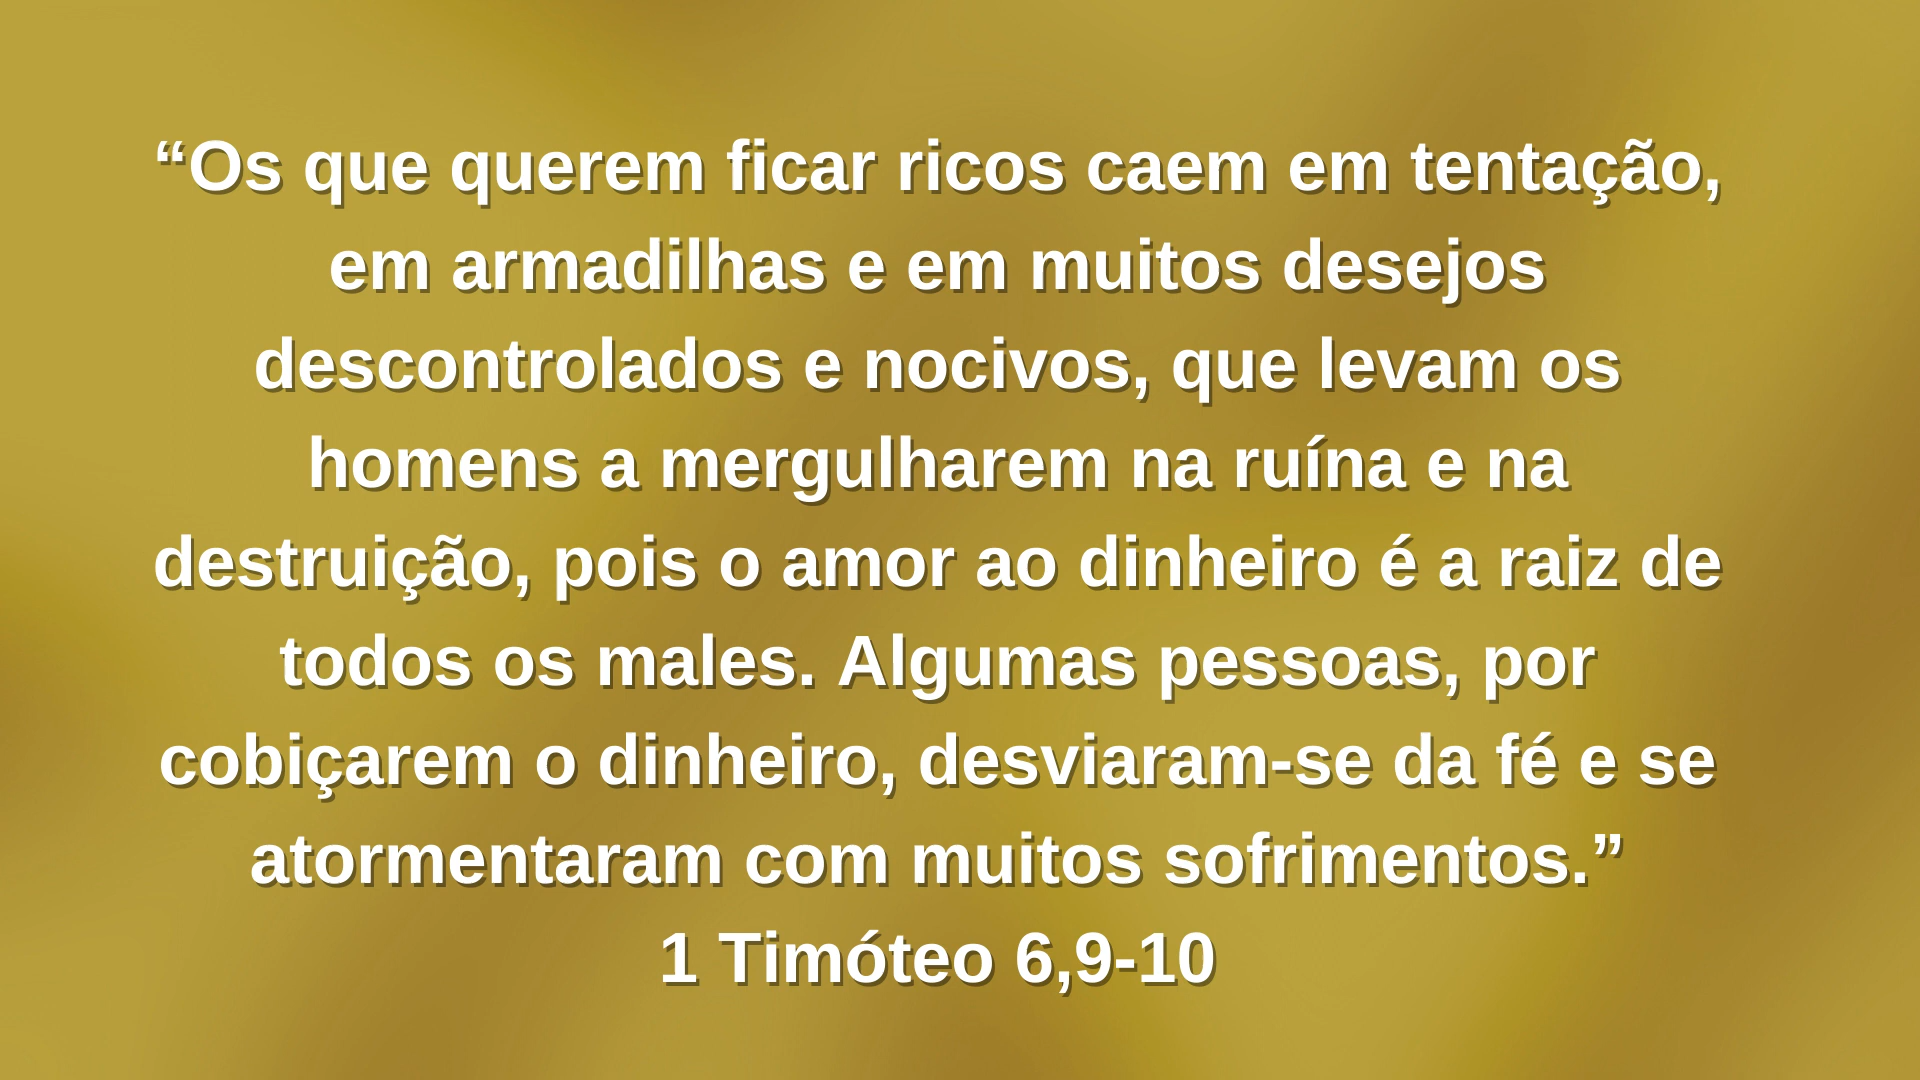 “Os que querem ficar ricos caem em tentação,
em armadilhas e em muitos desejos
descontrolados e nocivos, que levam os
homens a mergulharem na ruína e na
destruição, pois o amor ao dinheiro é a raiz de
todos os males. Algumas pessoas, por
cobiçarem o dinheiro, desviaram-se da fé e se
atormentaram com muitos sofrimentos.”
1 Timóteo 6,9-10